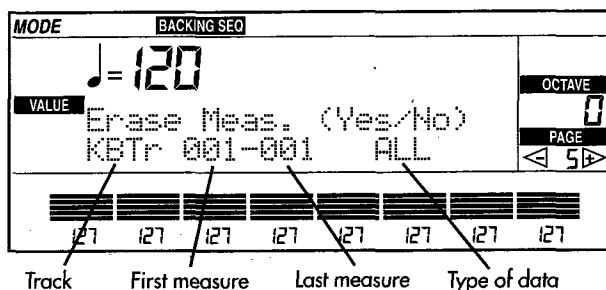 MODE BACKING SEQ
♩=120
OCTAVE
0
VALUE
Erase Meas. (Yes/No)
KBTr 001-001 ALL
PAGE
- 5 +
127 127 127 127 127 127 127 127
Track First measure Last measure Type of data